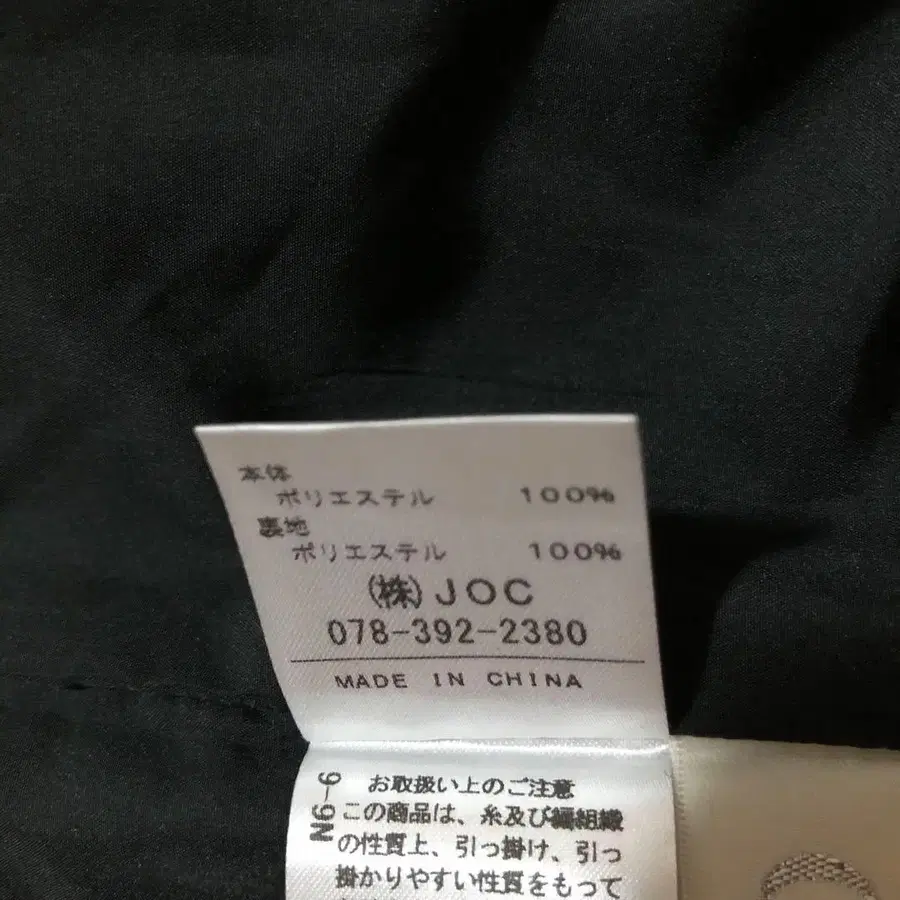 本体
ポリエステル 100%
裏地
ポリエステル 100%
(株)JOC
078-392-2380
MADE IN CHINA
N6-6
お取扱い上のご注意
この商品は、糸及び編組織
の性質上、引っ掛け、引っ
掛かりやすい性質をもって